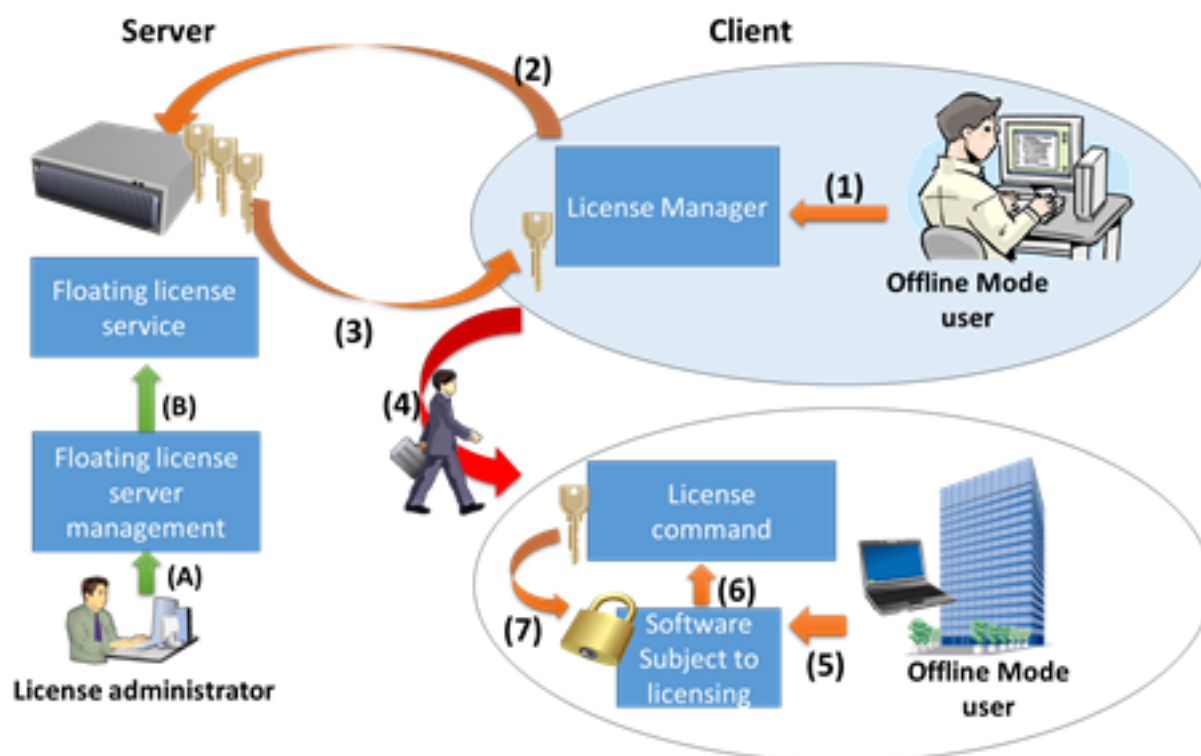 Server
Client
(2)
(1)
License Manager
Offline Mode
user
Floating license
service
(3)
(B)
(4)
Floating license
server
management
(A)
License administrator
License
command
(6)
(7)
Software
Subject to
licensing
(5)
Offline Mode
user